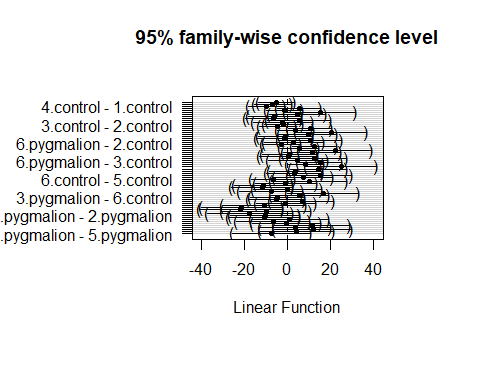 95% family-wise confidence level
4.control - 1.control
3.control - 2.control
6.pygmalion - 2.control
6.pygmalion - 3.control
6.control - 5.control
3.pygmalion - 6.control
.pygmalion - 2.pygmalion
.pygmalion - 5.pygmalion
-40 -20 0 20 40
Linear Function